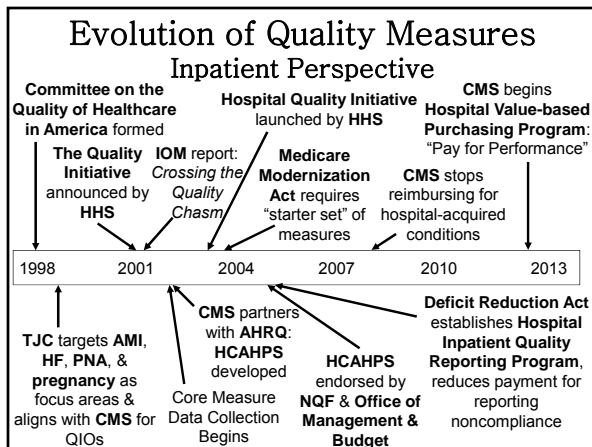 Evolution of Quality Measures
Inpatient Perspective
Committee on the
Quality of Healthcare
in America formed
The Quality
Initiative
announced by
HHS
IOM report:
Crossing the
Quality
Chasm
Hospital Quality Initiative
launched by HHS
Medicare
Modernization
Act requires
“starter set” of
measures
CMS stops
reimbursing for
hospital-acquired
conditions
CMS begins
Hospital Value-based
Purchasing Program:
“Pay for Performance”
1998 2001 2004 2007 2010 2013
TJC targets AMI,
HF, PNA, &
pregnancy as
focus areas &
aligns with CMS for
QIOs
Core Measure
Data Collection
Begins
CMS partners
with AHRQ:
HCAHPS
developed
HCAHPS
endorsed by
NQF & Office of
Management &
Budget
Deficit Reduction Act
establishes Hospital
Inpatient Quality
Reporting Program,
reduces payment for
reporting
noncompliance